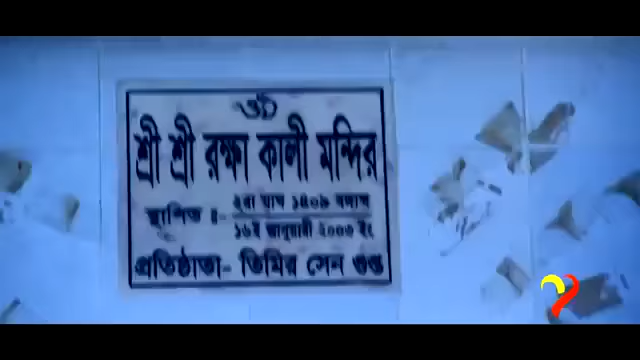 ওঁ
শ্রী শ্রী রক্ষা কালী মন্দির
স্থাপিত ঃ- ২রা মাঘ ১৪০৯ বঙ্গাব্দ
১৬ই জানুয়ারী ২০০৩ ইং
প্রতিষ্ঠাতা- তিমির সেন গুপ্ত